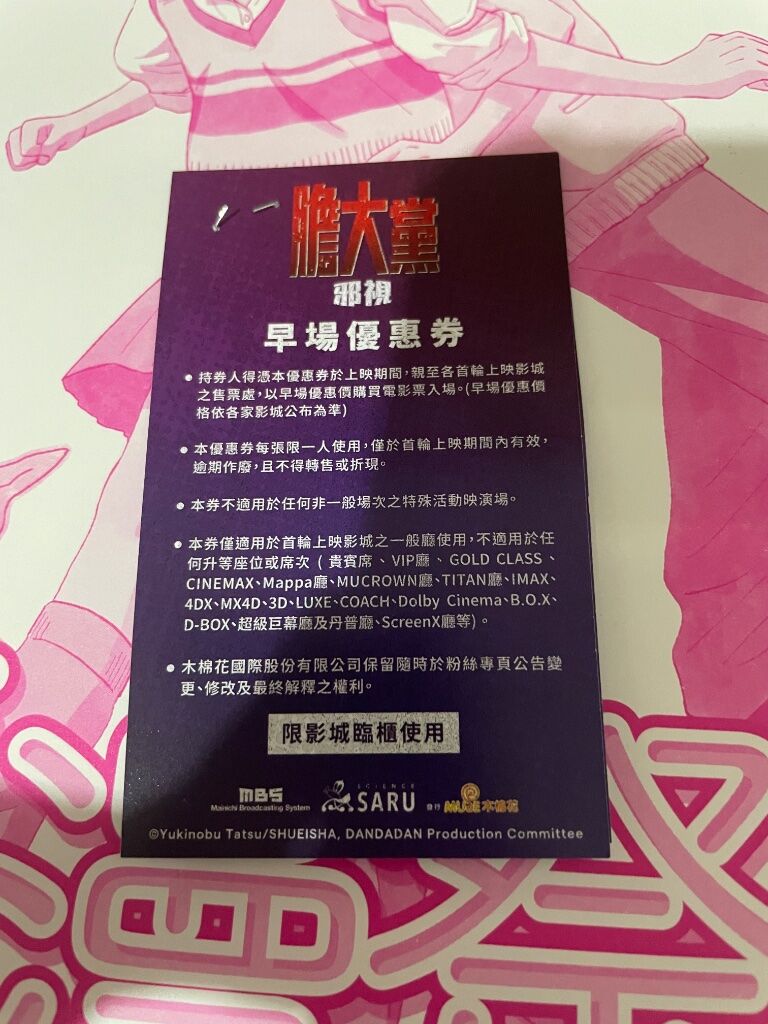 膽大黨
邪視
早場優惠券
● 持券人得憑本優惠券於上映期間,親至各首輪上映影城
之售票處,以早場優惠價購買電影票入場。(早場優惠價
格依各家影城公布為準)
● 本優惠券每張限一人使用,僅於首輪上映期間內有效,
逾期作廢,且不得轉售或折現。
● 本券不適用於任何非一般場次之特殊活動映演場。
● 本券僅適用於首輪上映影城之一般廳使用,不適用於任
何升等座位或席次 ( 貴賓席、VIP廳、GOLD CLASS、
CINEMAX、Mappa廳、MUCROWN廳、TITAN廳、IMAX、
4DX、MX4D、3D、LUXE、COACH、Dolby Cinema、B.O.X、
D-BOX、超級巨幕廳及丹普廳、ScreenX廳等)。
● 木棉花國際股份有限公司保留隨時於粉絲專頁公告變
更、修改及最終解釋之權利。
限影城臨櫃使用
MBS
Mainichi Broadcasting System
SCIENCE
SARU
發行 MUSE木棉花
©Yukinobu Tatsu/SHUEISHA, DANDADAN Production Committee